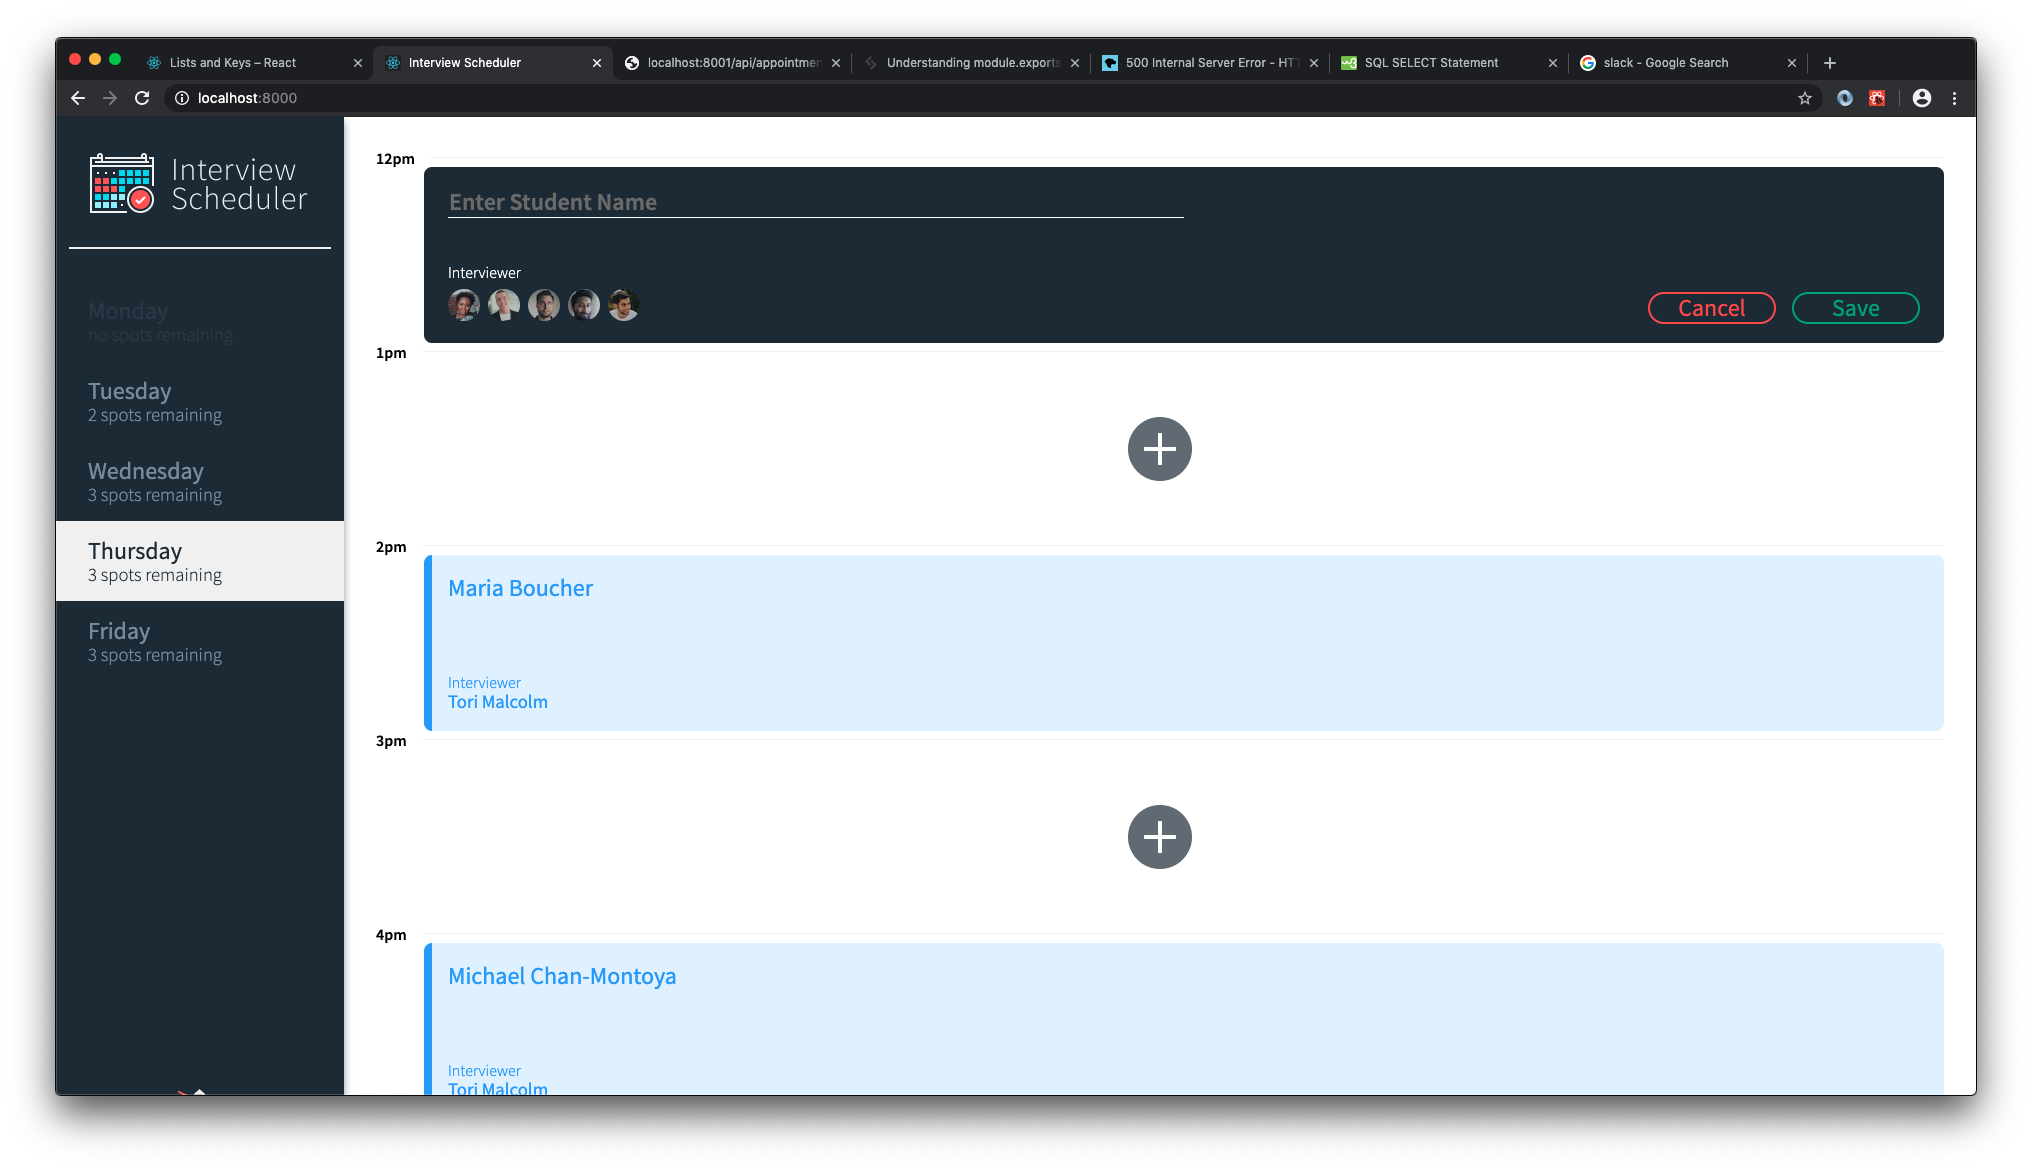 Lists and Keys – React
Interview Scheduler
localhost:8001/api/appointmen
Understanding module.exports
500 Internal Server Error - HTT
SQL SELECT Statement
slack - Google Search
localhost:8000
Interview
Scheduler
Monday
no spots remaining
Tuesday
2 spots remaining
Wednesday
3 spots remaining
Thursday
3 spots remaining
Friday
3 spots remaining
12pm
Enter Student Name
Interviewer
Cancel
Save
1pm
2pm
Maria Boucher
Interviewer
Tori Malcolm
3pm
4pm
Michael Chan-Montoya
Interviewer
Tori Malcolm